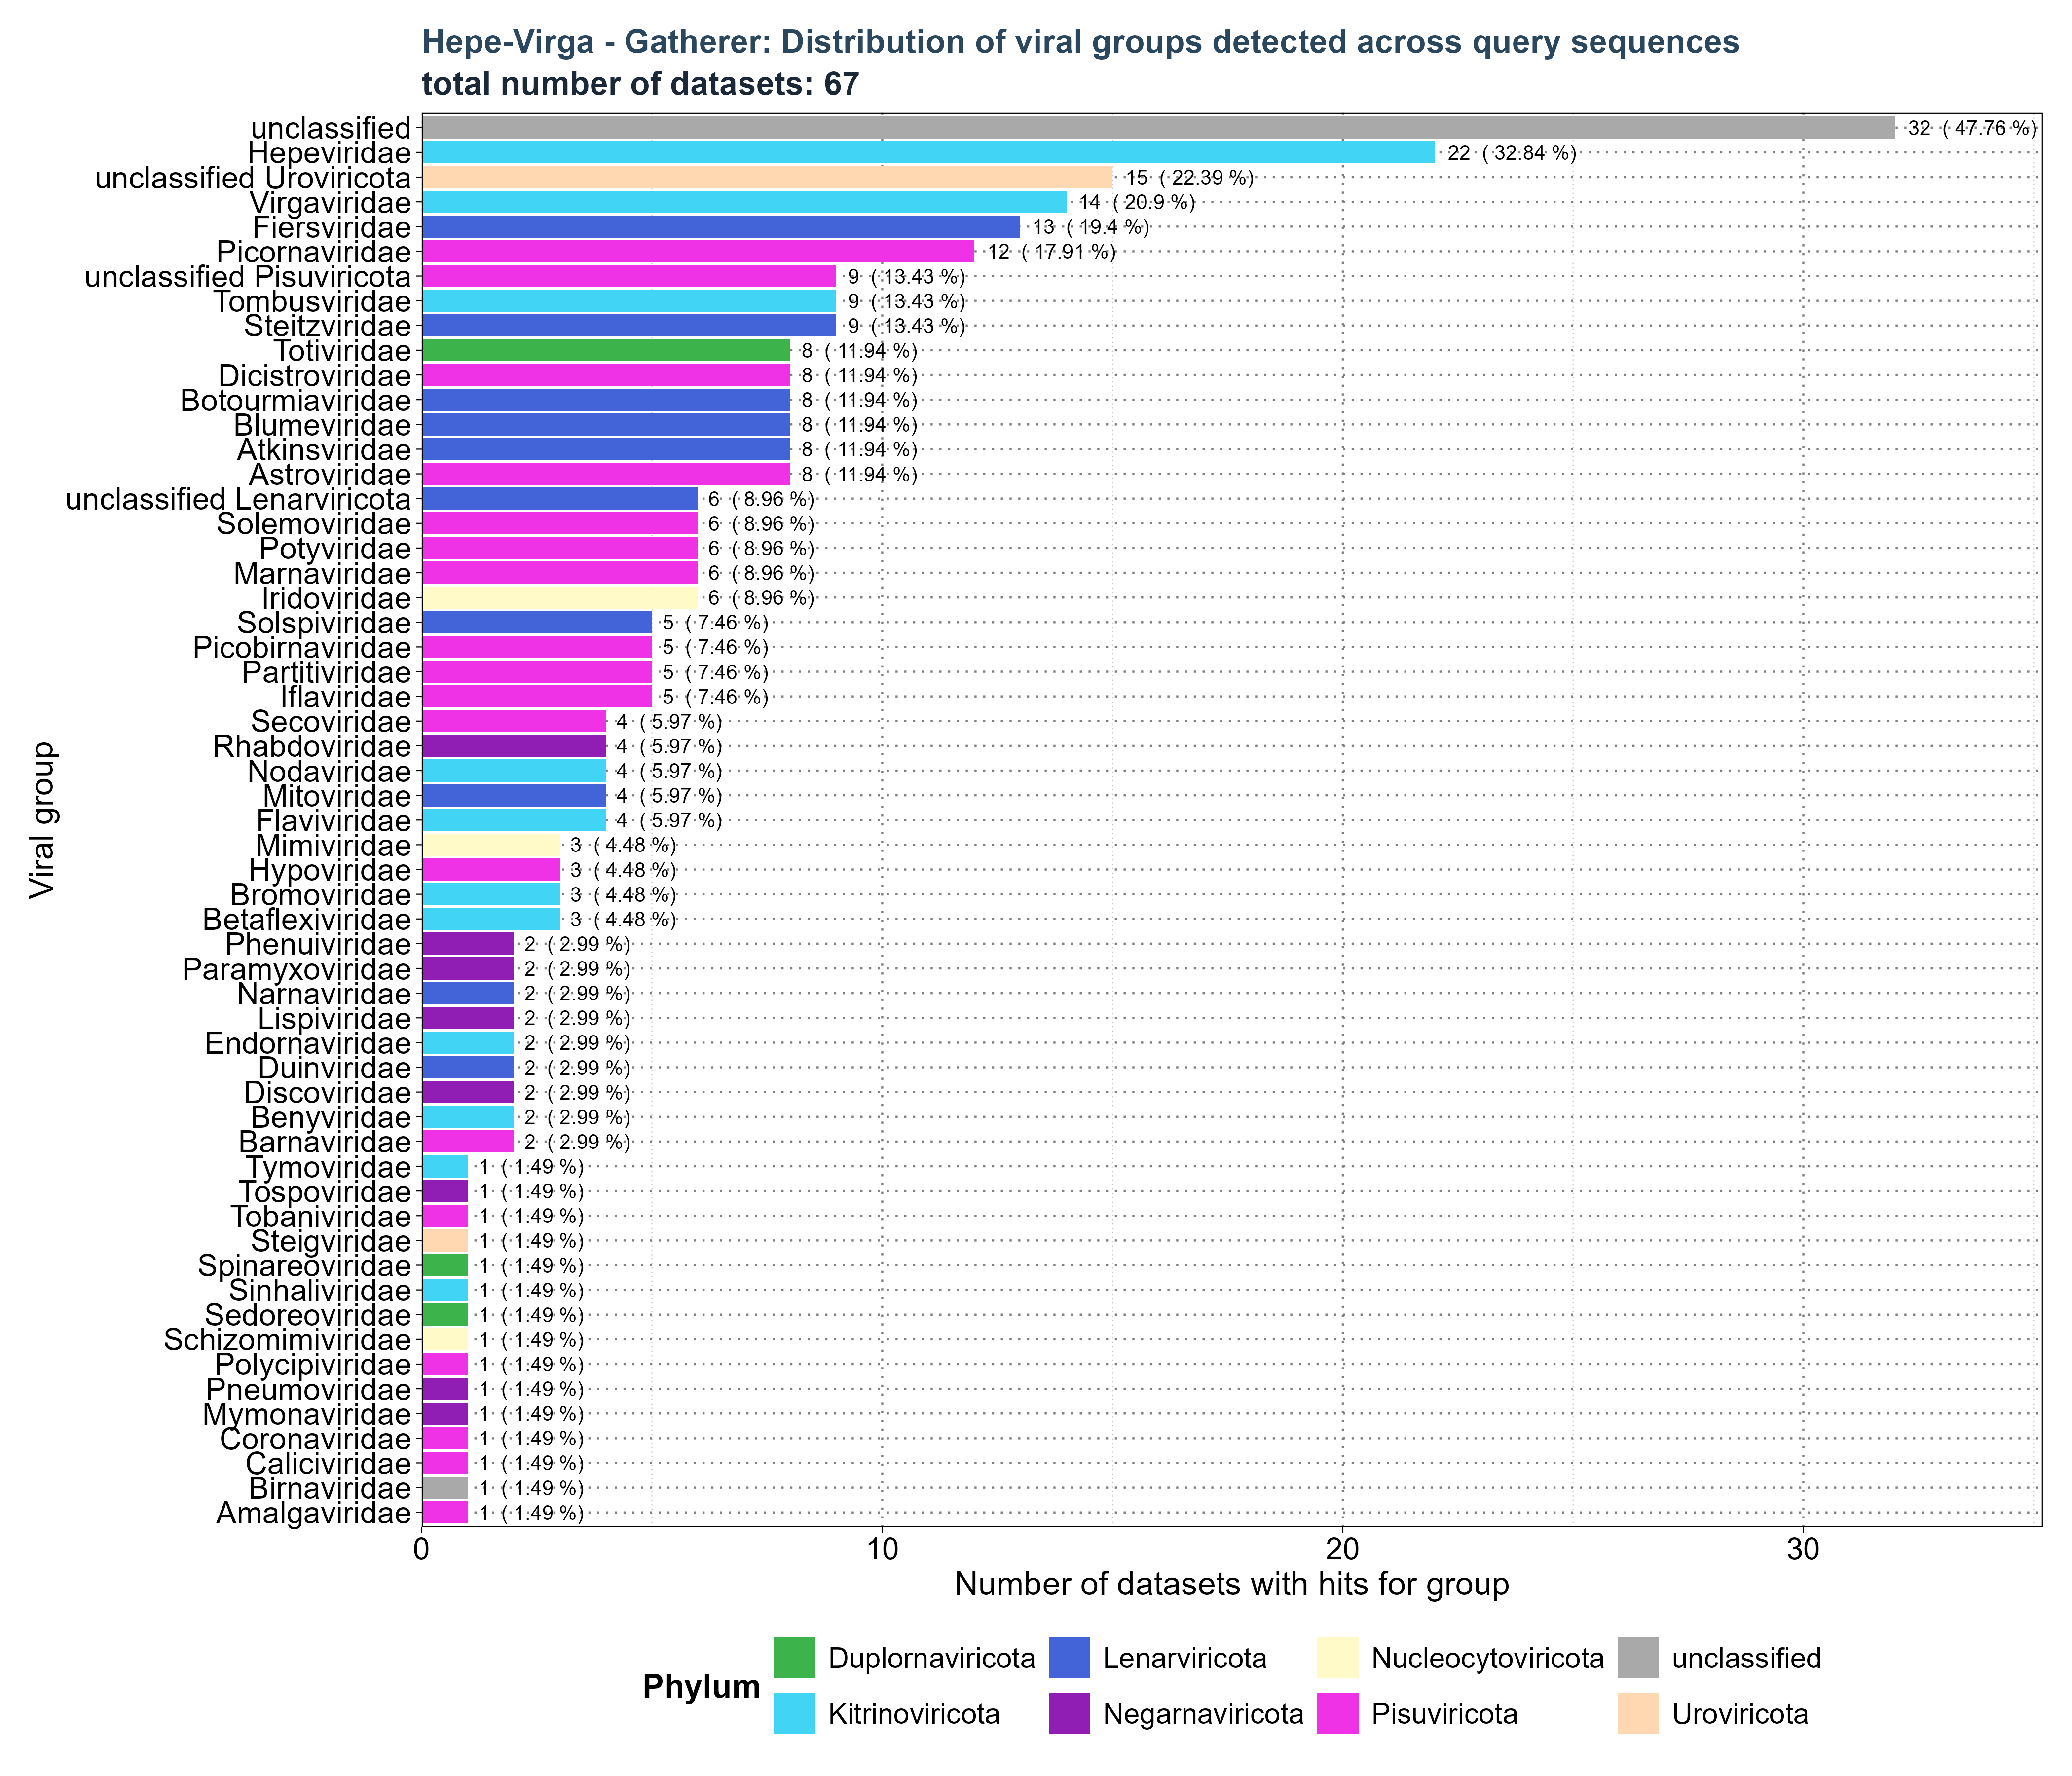 Hepe-Virga - Gatherer: Distribution of viral groups detected across query sequences
total number of datasets: 67
unclassified 32 ( 47.76 %)
Hepeviridae 22 ( 32.84 %)
unclassified Uroviricota 15 ( 22.39 %)
Virgaviridae 14 ( 20.9 %)
Fiersviridae 13 ( 19.4 %)
Picornaviridae 12 ( 17.91 %)
unclassified Pisuviricota 9 ( 13.43 %)
Tombusviridae 9 ( 13.43 %)
Steitzviridae 9 ( 13.43 %)
Totiviridae 8 ( 11.94 %)
Dicistroviridae 8 ( 11.94 %)
Botourmiaviridae 8 ( 11.94 %)
Blumeviridae 8 ( 11.94 %)
Atkinsviridae 8 ( 11.94 %)
Astroviridae 8 ( 11.94 %)
unclassified Lenarviricota 6 ( 8.96 %)
Solemoviridae 6 ( 8.96 %)
Potyviridae 6 ( 8.96 %)
Marnaviridae 6 ( 8.96 %)
Iridoviridae 6 ( 8.96 %)
Solspiviridae 5 ( 7.46 %)
Picobirnaviridae 5 ( 7.46 %)
Partitiviridae 5 ( 7.46 %)
Iflaviridae 5 ( 7.46 %)
Secoviridae 4 ( 5.97 %)
Rhabdoviridae 4 ( 5.97 %)
Nodaviridae 4 ( 5.97 %)
Mitoviridae 4 ( 5.97 %)
Flaviviridae 4 ( 5.97 %)
Mimiviridae 3 ( 4.48 %)
Hypoviridae 3 ( 4.48 %)
Bromoviridae 3 ( 4.48 %)
Betaflexiviridae 3 ( 4.48 %)
Phenuiviridae 2 ( 2.99 %)
Paramyxoviridae 2 ( 2.99 %)
Narnaviridae 2 ( 2.99 %)
Lispiviridae 2 ( 2.99 %)
Endornaviridae 2 ( 2.99 %)
Duinviridae 2 ( 2.99 %)
Discoviridae 2 ( 2.99 %)
Benyviridae 2 ( 2.99 %)
Barnaviridae 2 ( 2.99 %)
Tymoviridae 1 ( 1.49 %)
Tospoviridae 1 ( 1.49 %)
Tobaniviridae 1 ( 1.49 %)
Steigviridae 1 ( 1.49 %)
Spinareoviridae 1 ( 1.49 %)
Sinhaliviridae 1 ( 1.49 %)
Sedoreoviridae 1 ( 1.49 %)
Schizomimiviridae 1 ( 1.49 %)
Polycipiviridae 1 ( 1.49 %)
Pneumoviridae 1 ( 1.49 %)
Mymonaviridae 1 ( 1.49 %)
Coronaviridae 1 ( 1.49 %)
Caliciviridae 1 ( 1.49 %)
Birnaviridae 1 ( 1.49 %)
Amalgaviridae 1 ( 1.49 %)
Viral group
0 10 20 30
Number of datasets with hits for group
Phylum
Duplornaviricota Lenarviricota Nucleocytoviricota unclassified
Kitrinoviricota Negarnaviricota Pisuviricota Uroviricota